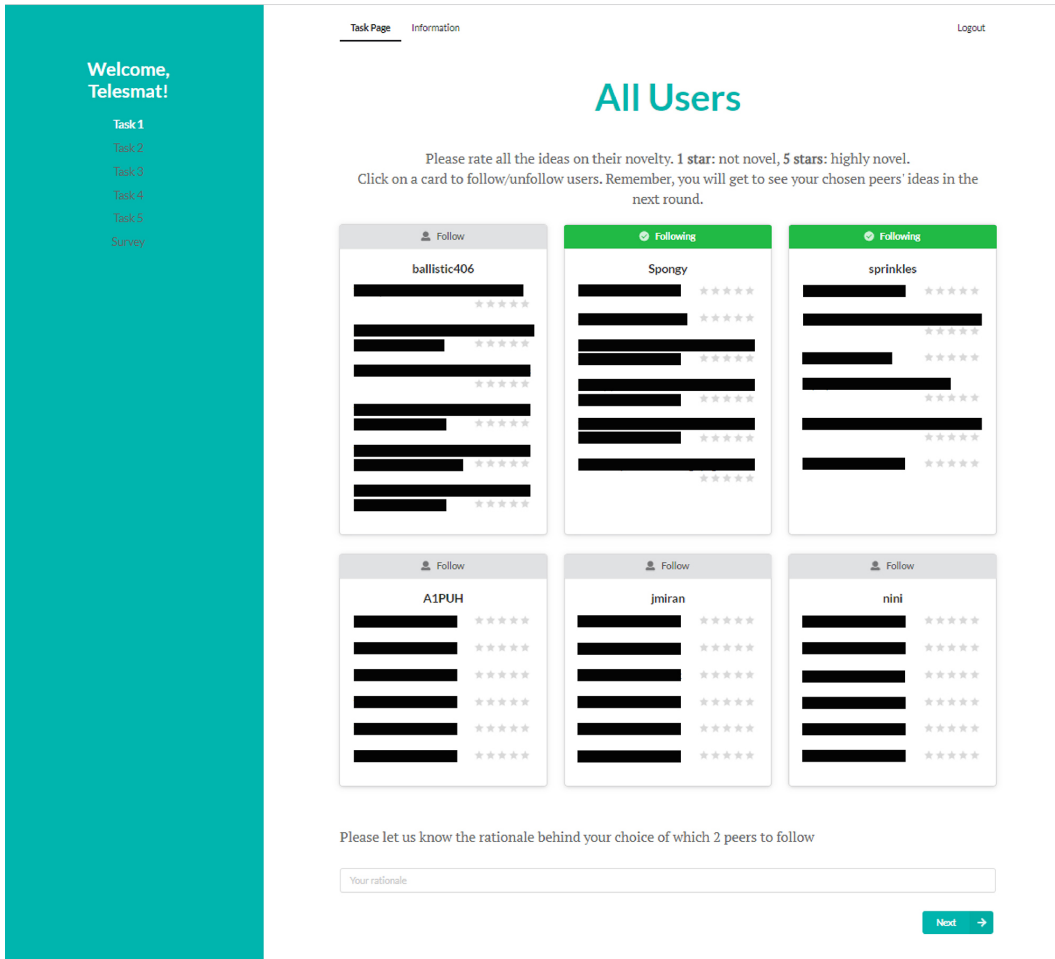 Task Page
Information
Logout
Welcome,
Telesmat!
Task 1
Task 2
Task 3
Task 4
Task 5
Survey
All Users
Please rate all the ideas on their novelty. 1 star: not novel, 5 stars: highly novel.
Click on a card to follow/unfollow users. Remember, you will get to see your chosen peers' ideas in the
next round.
Follow
ballistic406
Following
Spongy
Following
sprinkles
Follow
A1PUH
Follow
jmiran
Follow
nini
Please let us know the rationale behind your choice of which 2 peers to follow
Your rationale
Next